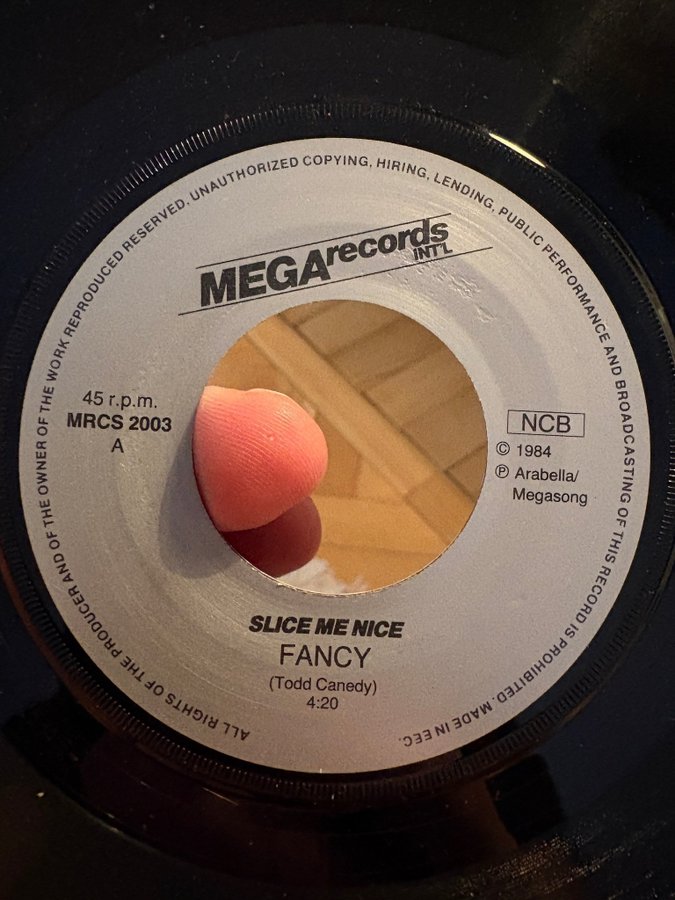 ALL RIGHTS OF THE PRODUCER AND OF THE OWNER OF THE WORK REPRODUCED RESERVED. UNAUTHORIZED COPYING, HIRING, LENDING, PUBLIC PERFORMANCE AND BROADCASTING OF THIS RECORD IS PROHIBITED. MADE IN EEC.
MEGArecords
INT'L
45 r.p.m.
MRCS 2003
A
NCB
© 1984
℗ Arabella/
Megasong
SLICE ME NICE
FANCY
(Todd Canedy)
4:20